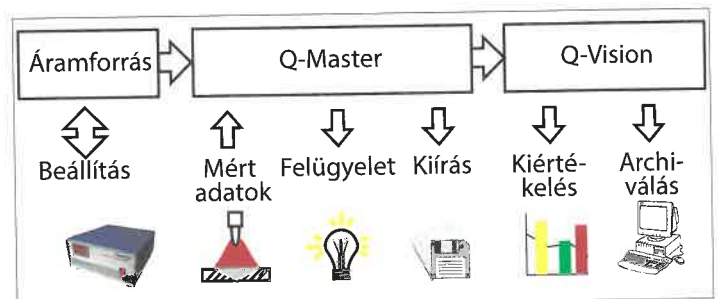 Áramforrás
Q-Master
Q-Vision
Beállítás
Mért
adatok
Felügyelet
Kiírás
Kiérté-
kelés
Archi-
válás